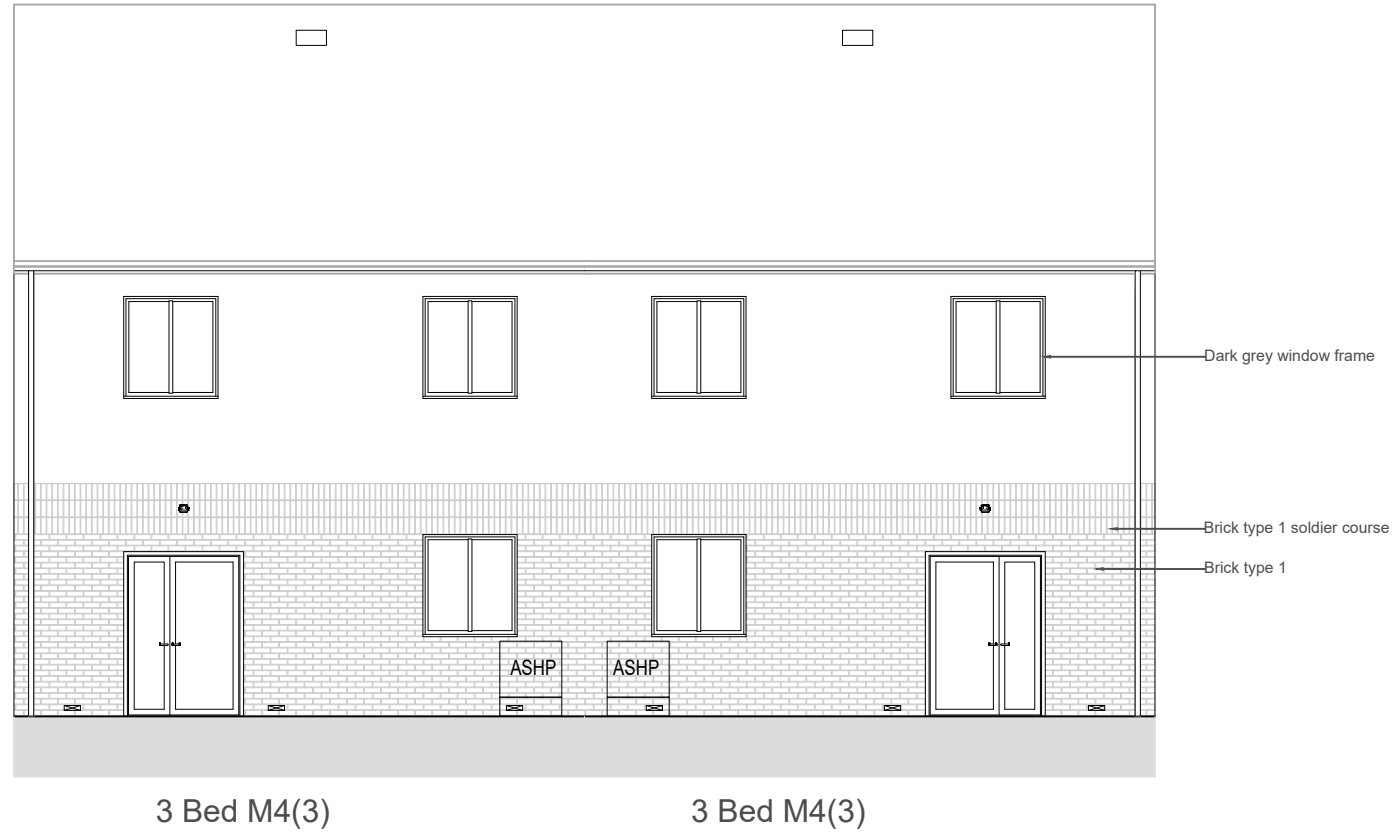 Dark grey window frame
Brick type 1 soldier course
Brick type 1
ASHP
ASHP
3 Bed M4(3)
3 Bed M4(3)